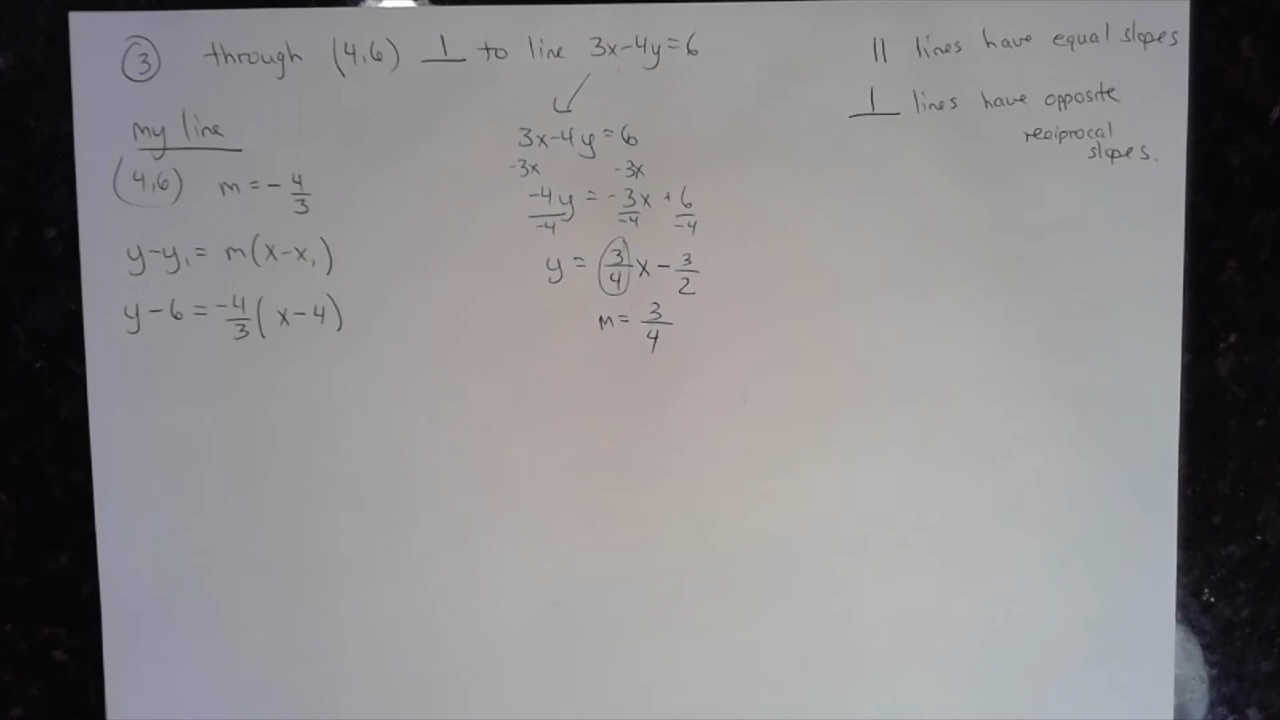 ③ through (4,6) ⊥ to line 3x-4y=6
|| lines have equal slopes
⊥ lines have opposite
reciprocal
slopes.
my line
(4,6) m=-4/3
y-y₁= m(x-x₁)
y-6=-4/3(x-4)
3x-4y=6
-3x -3x
-4y/-4 = -3x/-4 + 6/-4
y = 3/4x - 3/2
m= 3/4